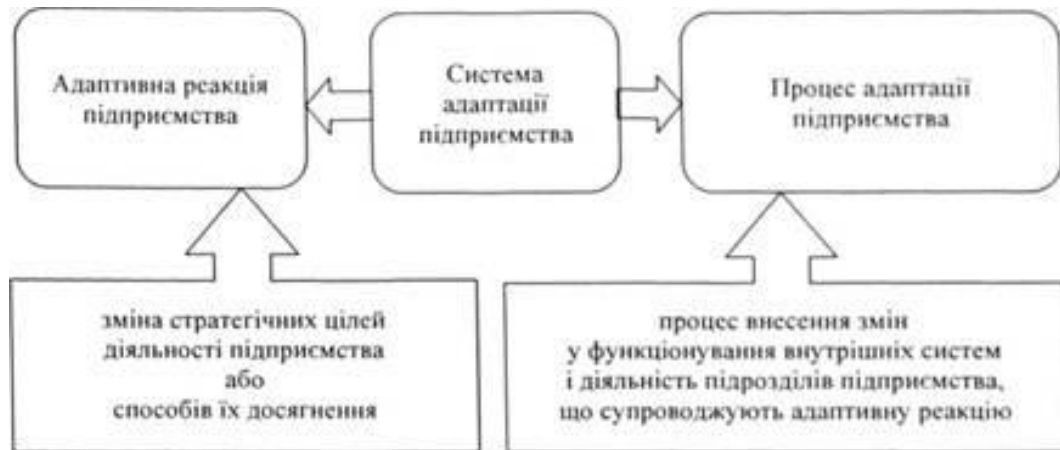 Адаптивна реакція
підприємства
Система
адаптації
підприємства
Процес адаптації
підприємства
зміна стратегічних цілей
діяльності підприємства
або
способів їх досягнення
процес внесення змін
у функціонування внутрішніх систем
і діяльність підрозділів підприємства,
що супроводжують адаптивну реакцію